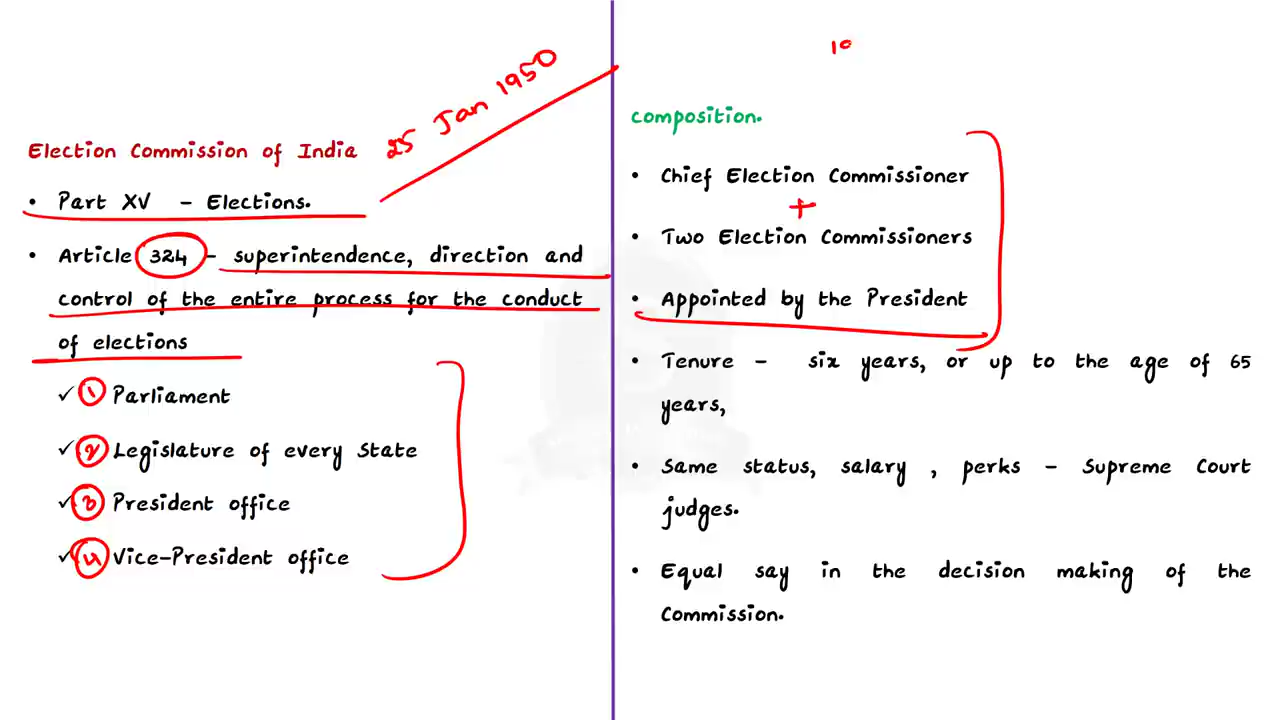 25 Jan 1950
Election Commission of India
• Part XV - Elections.
• Article 324 - superintendence, direction and
control of the entire process for the conduct
of elections
✓ 1 Parliament
✓ 2 Legislature of every State
✓ 3 President office
✓ 4 Vice-President office
10
composition.
• Chief Election Commissioner
+
• Two Election Commissioners
• Appointed by the President
• Tenure - six years, or up to the age of 65
years,
• Same status, salary , perks - Supreme Court
judges.
• Equal say in the decision making of the
Commission.